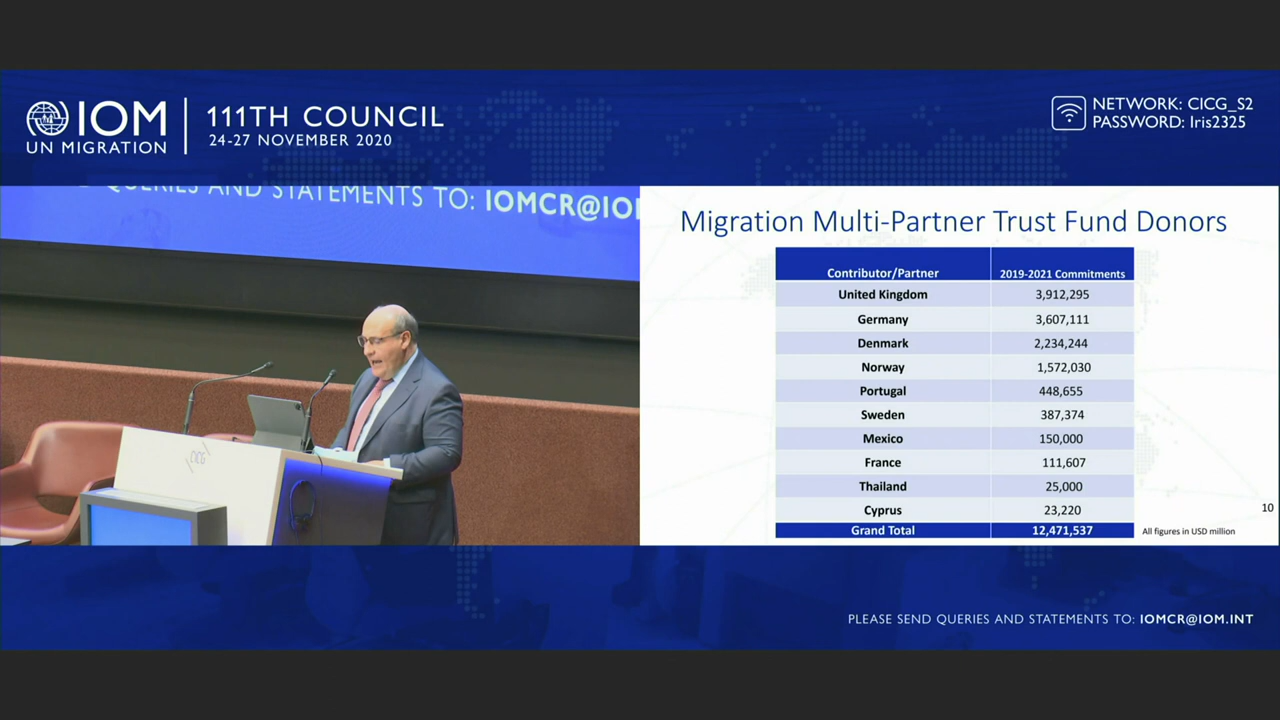 IOM
UN MIGRATION
111TH COUNCIL
24-27 NOVEMBER 2020
NETWORK: CICG_S2
PASSWORD: Iris2325
QUERIES AND STATEMENTS TO: IOMCR@IO
CICG
Migration Multi-Partner Trust Fund Donors
Contributor/Partner 2019-2021 Commitments
United Kingdom 3,912,295
Germany 3,607,111
Denmark 2,234,244
Norway 1,572,030
Portugal 448,655
Sweden 387,374
Mexico 150,000
France 111,607
Thailand 25,000
Cyprus 23,220
Grand Total 12,471,537
10
All figures in USD million
PLEASE SEND QUERIES AND STATEMENTS TO: IOMCR@IOM.INT